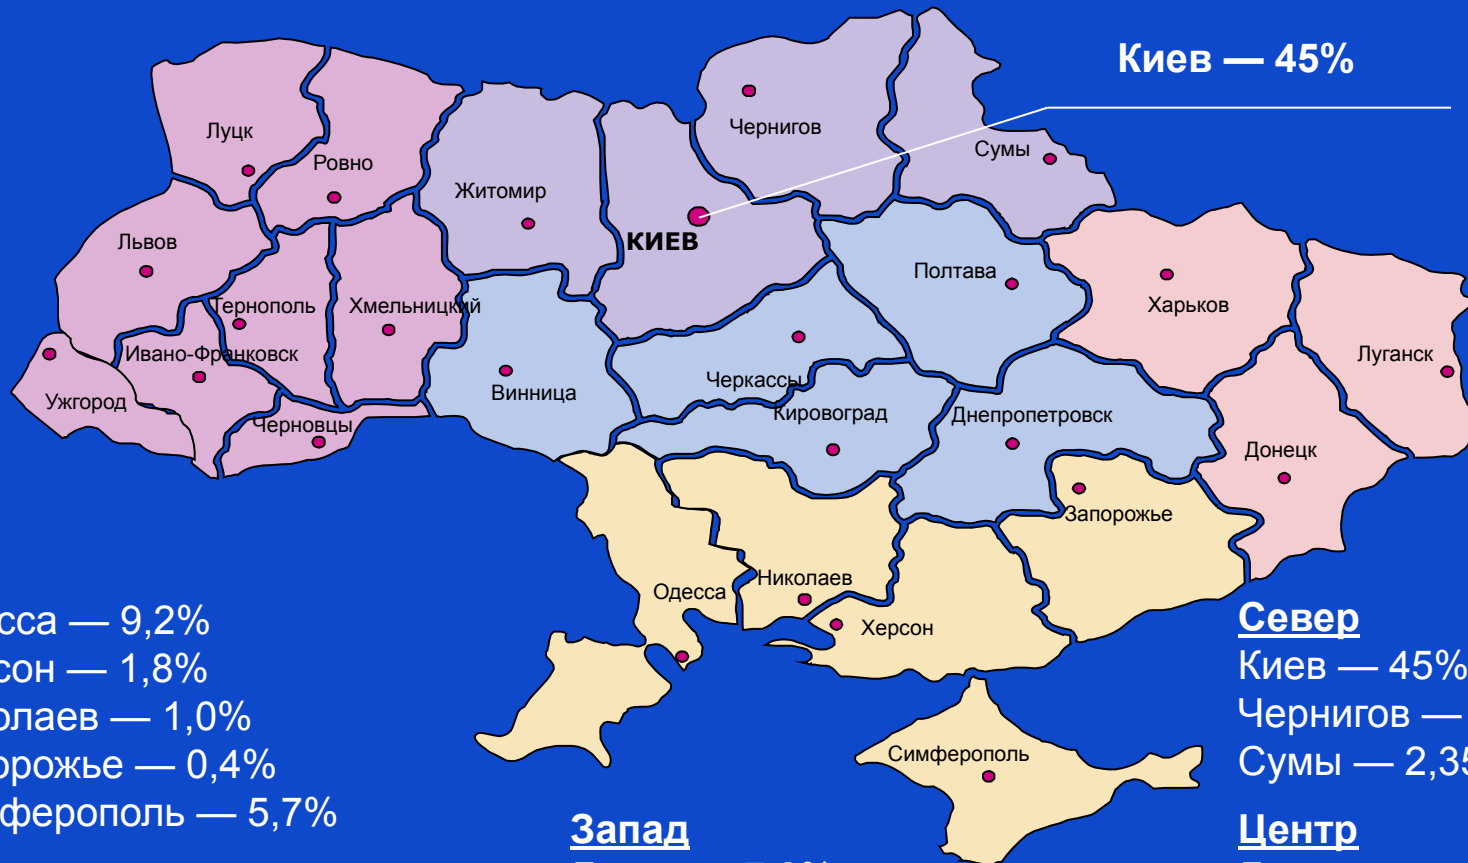 Киев — 45%
Чернигов
Сумы
Луцк
Ровно
Житомир
КИЕВ
Львов
Полтава
Харьков
Тернополь
Хмельницкий
Ивано-Франковск
Луганск
Черкассы
Винница
Ужгород
Кировоград
Днепропетровск
Черновцы
Донецк
Запорожье
Николаев
Одесса
Херсон
Симферополь
сса — 9,2%
сон — 1,8%
олаев — 1,0%
орожье — 0,4%
ферополь — 5,7%
Запад
Север
Киев — 45%
Чернигов —
Сумы — 2,35
Центр